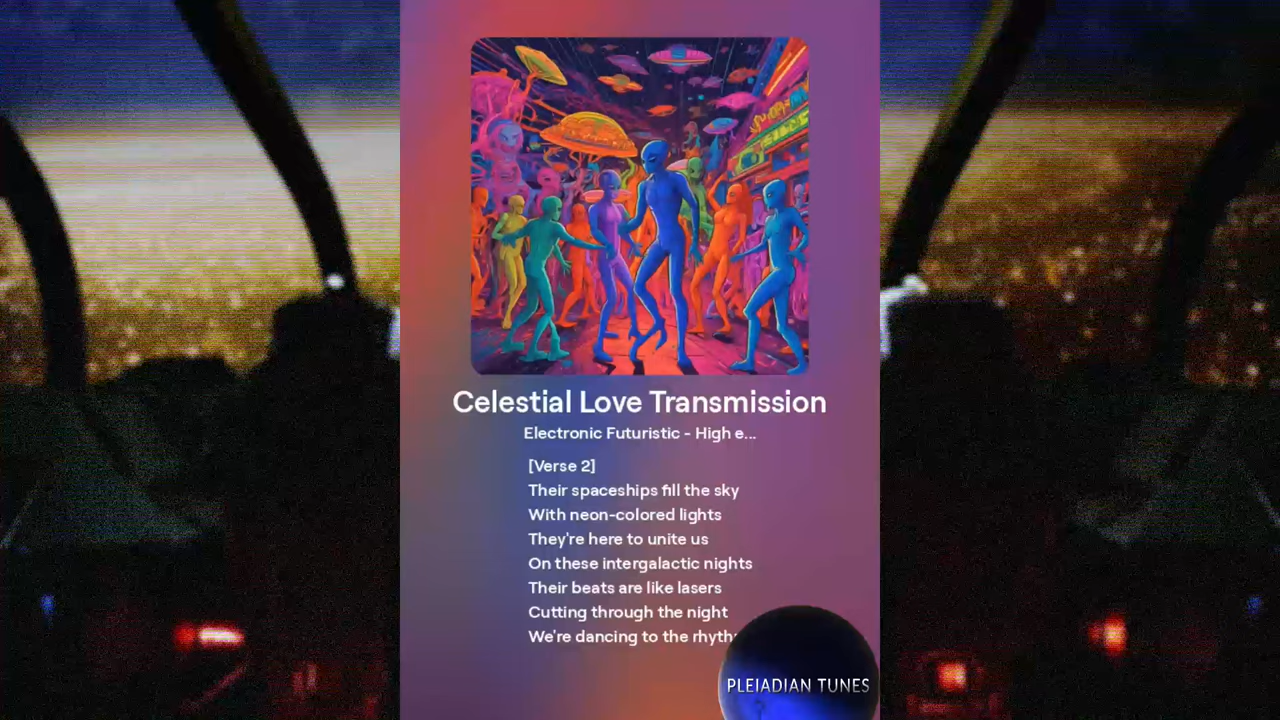 Celestial Love Transmission
Electronic Futuristic - High e...
[Verse 2]
Their spaceships fill the sky
With neon-colored lights
They're here to unite us
On these intergalactic nights
Their beats are like lasers
Cutting through the night
We're dancing to the
PLEIADIAN TUNES